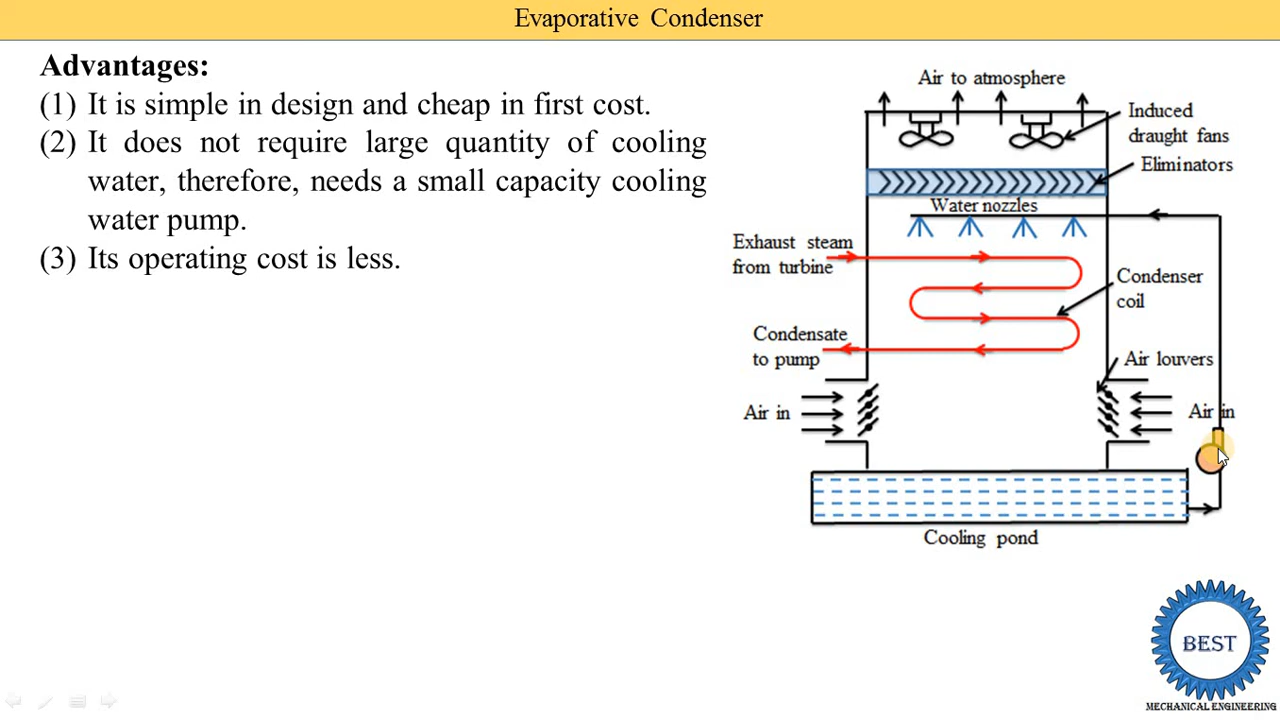 Evaporative Condenser
Advantages:
(1) It is simple in design and cheap in first cost.
(2) It does not require large quantity of cooling
water, therefore, needs a small capacity cooling
water pump.
(3) Its operating cost is less.
Air to atmosphere
Induced
draught fans
Eliminators
Water nozzles
Exhaust steam
from turbine
Condenser
coil
Condensate
to pump
Air louvers
Air in
Air in
Cooling pond
BEST
MECHANICAL ENGINEERING